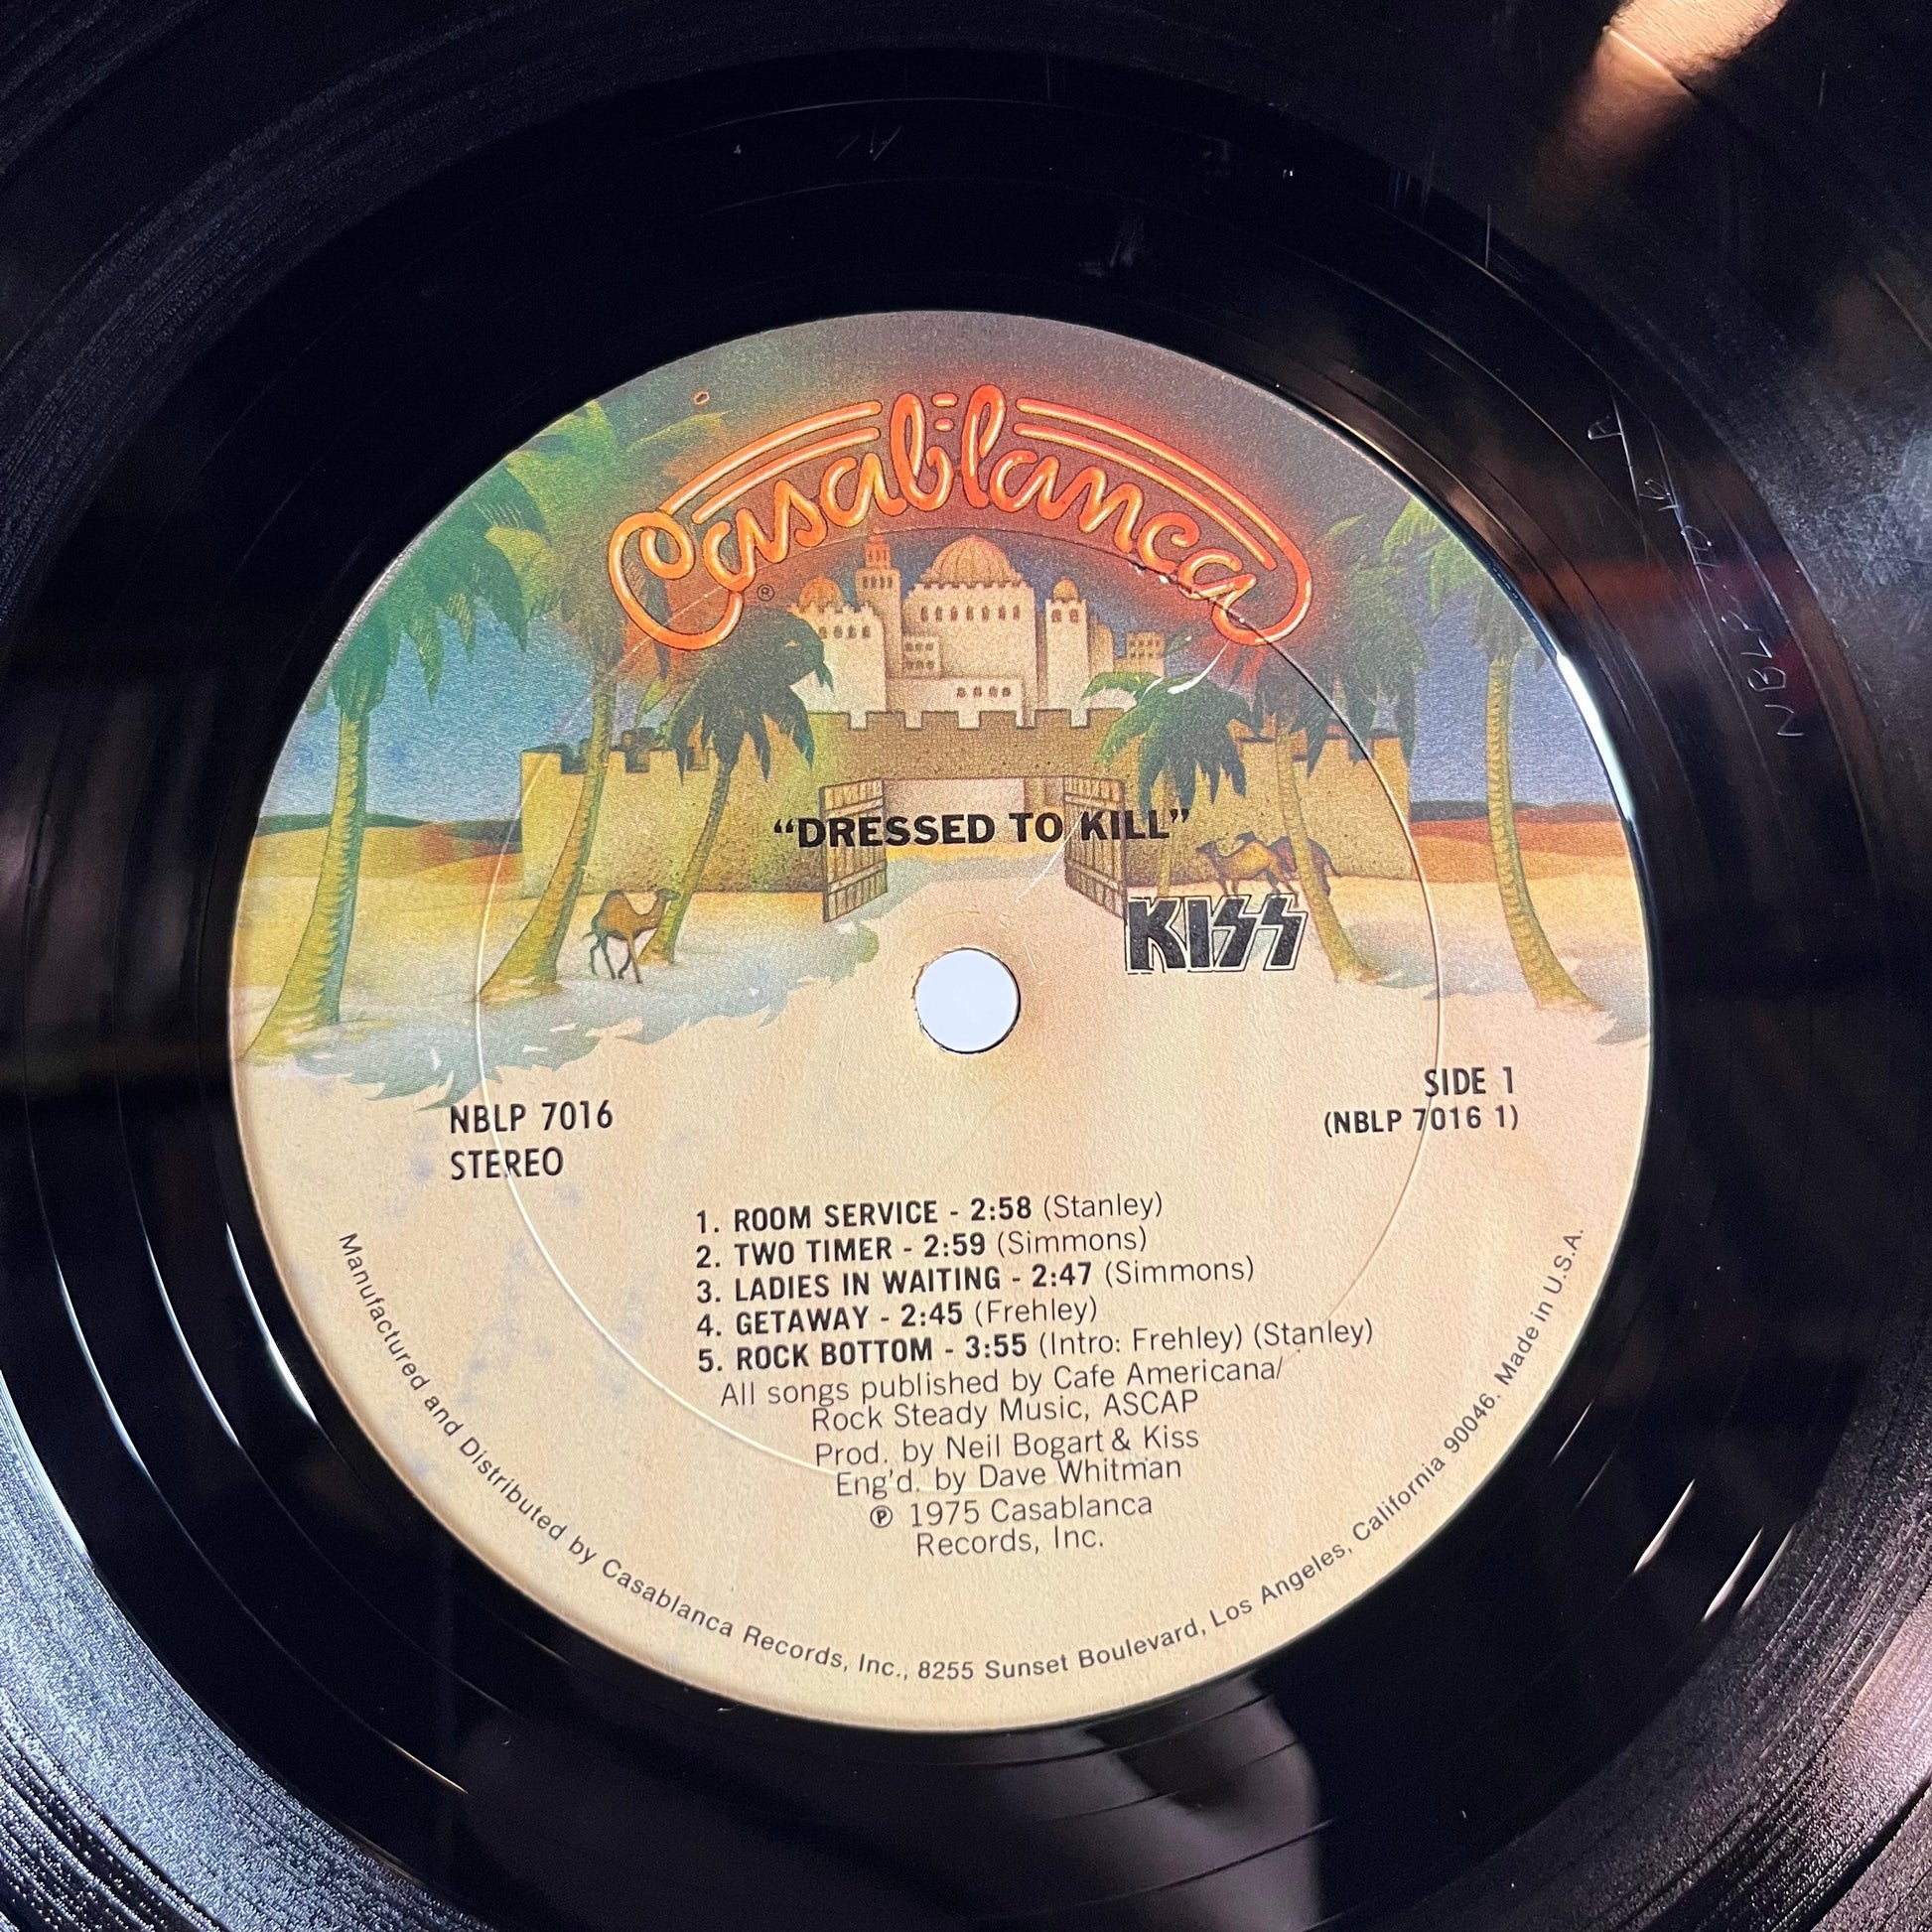 Casablanca
®
“DRESSED TO KILL”
KISS
NBLP 7016
STEREO
SIDE 1
(NBLP 7016 1)
1. ROOM SERVICE - 2:58 (Stanley)
2. TWO TIMER - 2:59 (Simmons)
3. LADIES IN WAITING - 2:47 (Simmons)
4. GETAWAY - 2:45 (Frehley)
5. ROCK BOTTOM - 3:55 (Intro: Frehley) (Stanley)
All songs published by Cafe Americana/
Rock Steady Music, ASCAP
Prod. by Neil Bogart & Kiss
Eng'd. by Dave Whitman
℗ 1975 Casablanca
Records, Inc.
Manufactured and Distributed by Casablanca Records, Inc., 8255 Sunset Boulevard, Los Angeles, California 90046. Made in U.S.A.